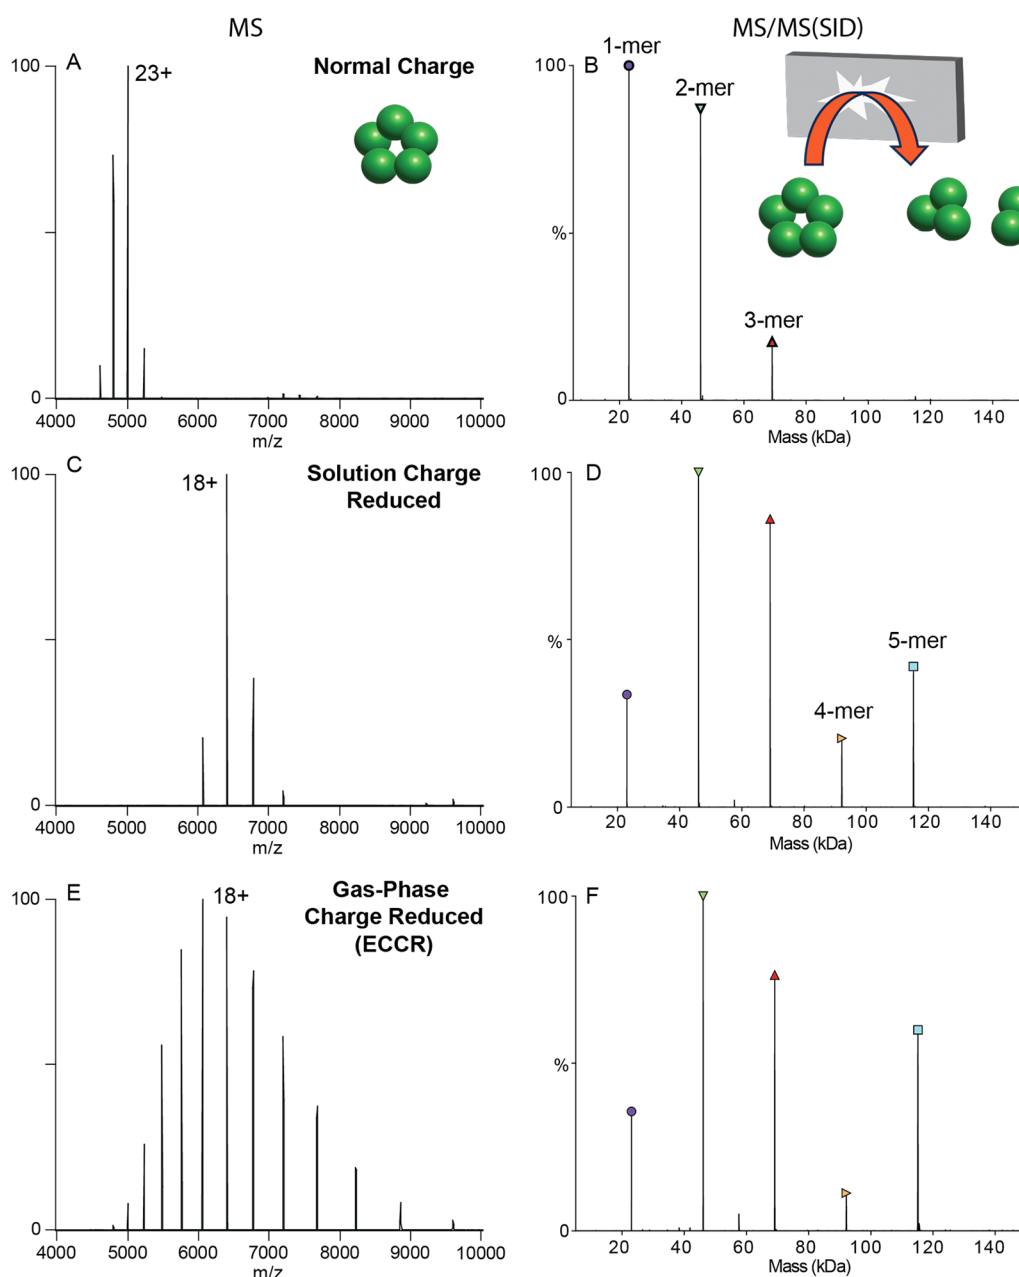 MS
MS/MS(SID)
A
100
23+
Normal Charge
0
4000 5000 6000 7000 8000 9000 10000
m/z
B
100
1-mer
2-mer
3-mer
%
0
20 40 60 80 100 120 140
Mass (kDa)
C
100
18+
Solution Charge
Reduced
0
4000 5000 6000 7000 8000 9000 10000
m/z
D
100
%
5-mer
4-mer
0
20 40 60 80 100 120 140
Mass (kDa)
E
100
18+
Gas-Phase
Charge Reduced
(ECCR)
0
4000 5000 6000 7000 8000 9000 10000
m/z
F
100
%
0
20 40 60 80 100 120 140
Mass (kDa)